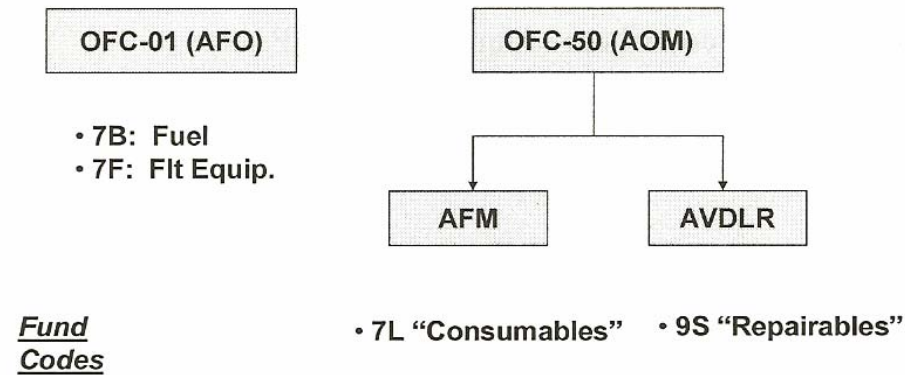 OFC-01 (AFO)
OFC-50 (AOM)
• 7B: Fuel
• 7F: Flt Equip.
AFM
AVDLR
Fund
Codes
• 7L “Consumables”
• 9S “Repairables”